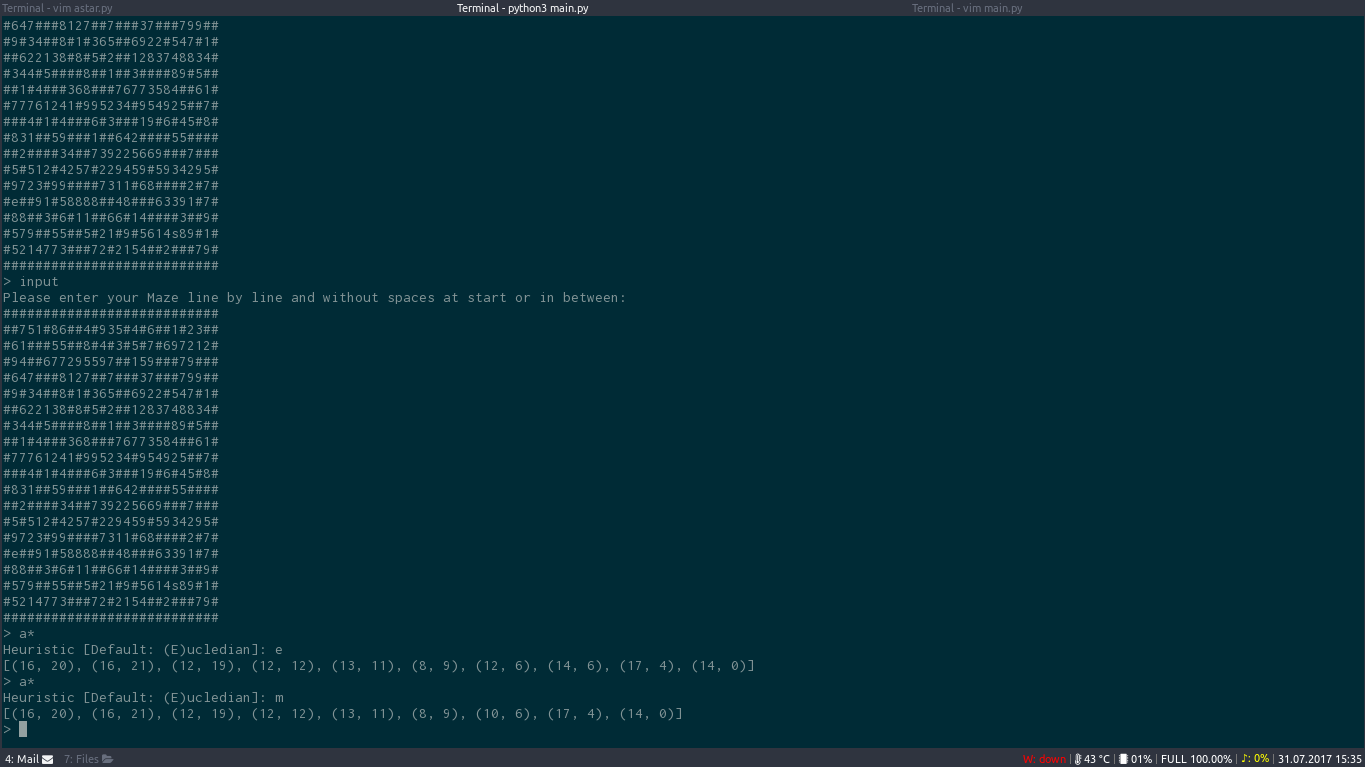 Terminal - vim astar.py Terminal - python3 main.py Terminal - vim main.py
#647###8127##7###37###799##
#9#34##8#1#365##6922#547#1#
##622138#8#5#2##1283748834#
#344#5####8##1##3####89#5##
##1#4###368###76773584##61#
#77761241#995234#954925##7#
###4#1#4###6#3###19#6#45#8#
#831##59###1##642####55####
##2####34##739225669###7###
#5#512#4257#229459#5934295#
#9723#99####7311#68####2#7#
#e##91#58888##48###63391#7#
#88##3#6#11##66#14####3##9#
#579##55##5#21#9#5614s89#1#
#5214773###72#2154##2###79#
###########################
> input
Please enter your Maze line by line and without spaces at start or in between:
###########################
##751#86##4#935#4#6##1#23##
#61###55##8#4#3#5#7#697212#
#94##677295597##159###79###
#647###8127##7###37###799##
#9#34##8#1#365##6922#547#1#
##622138#8#5#2##1283748834#
#344#5####8##1##3####89#5##
##1#4###368###76773584##61#
#77761241#995234#954925##7#
###4#1#4###6#3###19#6#45#8#
#831##59###1##642####55####
##2####34##739225669###7###
#5#512#4257#229459#5934295#
#9723#99####7311#68####2#7#
#e##91#58888##48###63391#7#
#88##3#6#11##66#14####3##9#
#579##55##5#21#9#5614s89#1#
#5214773###72#2154##2###79#
###########################
> a*
Heuristic [Default: (E)ucledian]: e
[(16, 20), (16, 21), (12, 19), (12, 12), (13, 11), (8, 9), (12, 6), (14, 6), (17, 4), (14, 0)]
> a*
Heuristic [Default: (E)ucledian]: m
[(16, 20), (16, 21), (12, 19), (12, 12), (13, 11), (8, 9), (10, 6), (17, 4), (14, 0)]
>
4: Mail 7: Files W: down | 43 °C | 01% | FULL 100.00% | ♪: 0% | 31.07.2017 15:35